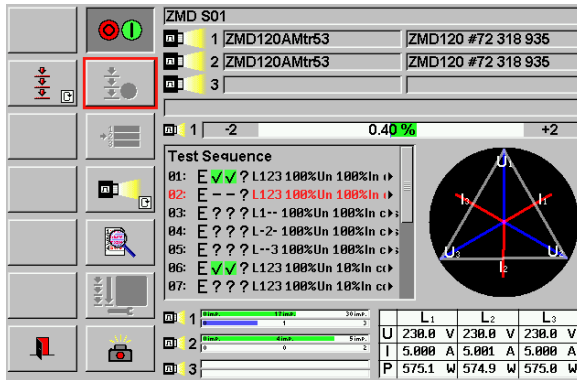 ZMD S01
1 ZMD120AMtr53 ZMD120 #72 318 935
2 ZMD120AMtr53 ZMD120 #72 318 935
3
1 -2 0.40 % +2
Test Sequence
01: E ✓ ✓ ? L123 100%Un 100%In
02: E - - ? L123 100%Un 100%In
03: E ? ? ? L1-- 100%Un 100%In c
04: E ? ? ? L-2- 100%Un 100%In c
05: E ? ? ? L--3 100%Un 100%In c
06: E ✓ ✓ ? L123 100%Un 10%In c
07: E ? ? ? L123 100%Un 10%In c
U1
I3 I1
U3 U2
I2
1 0imp. 17imp. 30imp.
1 3
2 0imp. 4imp. 5imp.
0 0 2
3
L1 L2 L3
U 230.0 V 230.0 V 230.0 V
I 5.000 A 5.001 A 5.000 A
P 575.1 W 574.9 W 575.0 W